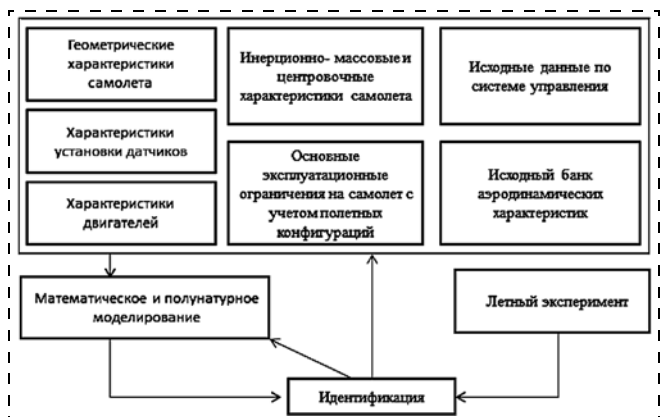 Геометрические
характеристики
самолета
Характеристики
установки датчиков
Характеристики
двигателей
Инерционно- массовые и
центровочные
характеристики самолета
Основные
эксплуатационные
ограничения на самолет с
учетом полетных
конфигураций
Исходные данные по
системе управления
Исходный банк
аэродинамических
характеристик
Математическое и полунатурное
моделирование
Летный эксперимент
Идентификация